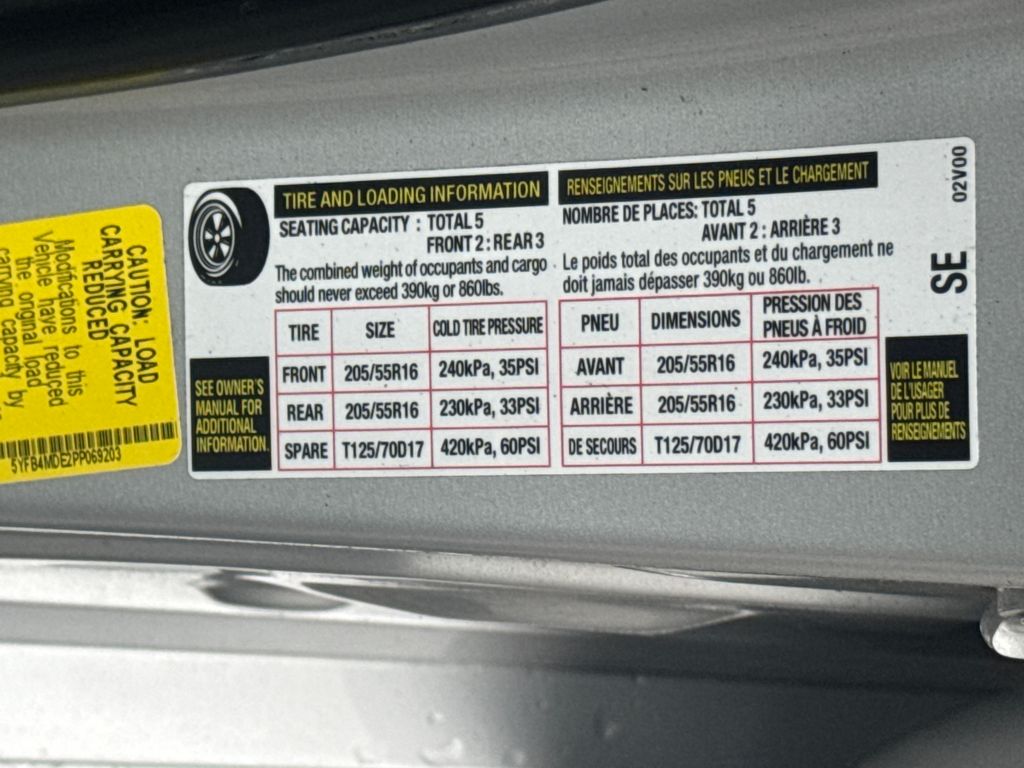 CAUTION: LOAD
CARRYING CAPACITY
REDUCED
Modifications to this
Vehicle have reduced
the original load
carrying capacity by
5YFB4MDE2PP069203
TIRE AND LOADING INFORMATION
SEATING CAPACITY : TOTAL 5
FRONT 2 : REAR 3
The combined weight of occupants and cargo
should never exceed 390kg or 860lbs.
TIRE SIZE COLD TIRE PRESSURE
FRONT 205/55R16 240kPa, 35PSI
REAR 205/55R16 230kPa, 33PSI
SPARE T125/70D17 420kPa, 60PSI
SEE OWNER'S
MANUAL FOR
ADDITIONAL
INFORMATION.
RENSEIGNEMENTS SUR LES PNEUS ET LE CHARGEMENT
NOMBRE DE PLACES: TOTAL 5
AVANT 2 : ARRIÈRE 3
Le poids total des occupants et du chargement ne
doit jamais dépasser 390kg ou 860lb.
PNEU DIMENSIONS PRESSION DES
PNEUS À FROID
AVANT 205/55R16 240kPa, 35PSI
ARRIÈRE 205/55R16 230kPa, 33PSI
DE SECOURS T125/70D17 420kPa, 60PSI
VOIR LE MANUEL
DE L'USAGER
POUR PLUS DE
RENSEIGNEMENTS
02V00
SE